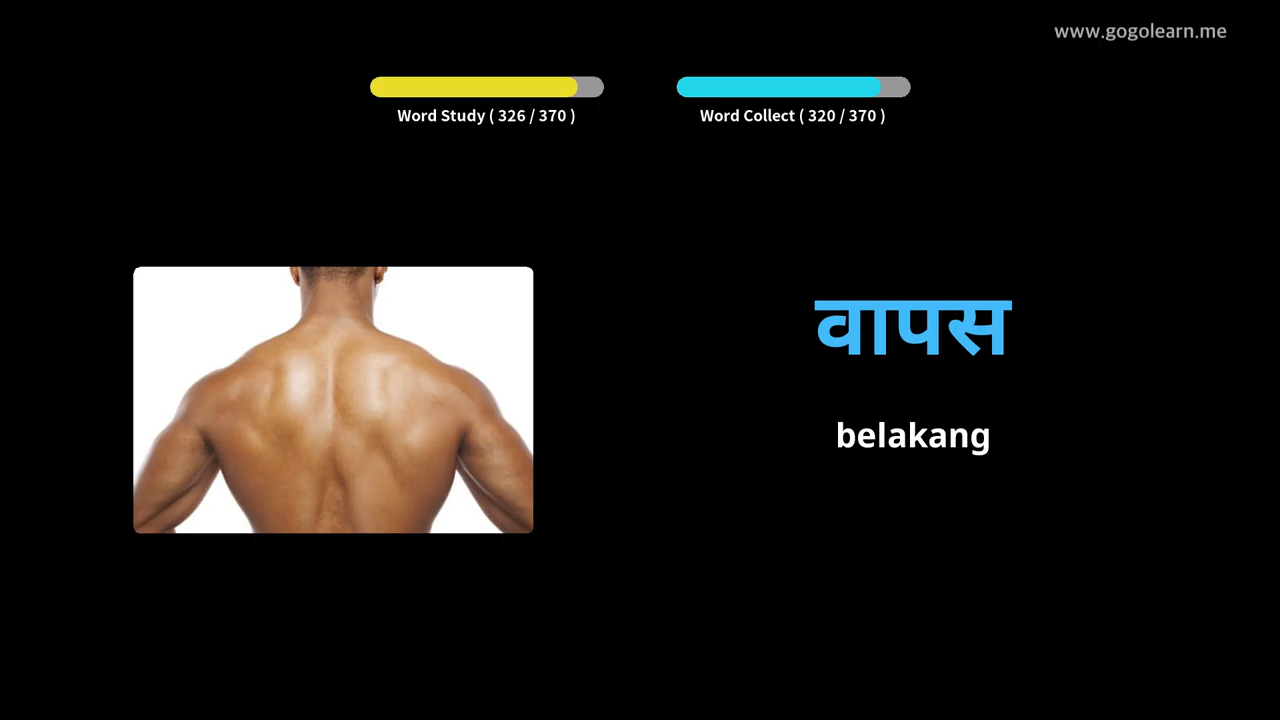 www.gogolearn.me
Word Study ( 326 / 370 )
Word Collect ( 320 / 370 )
वापस
belakang